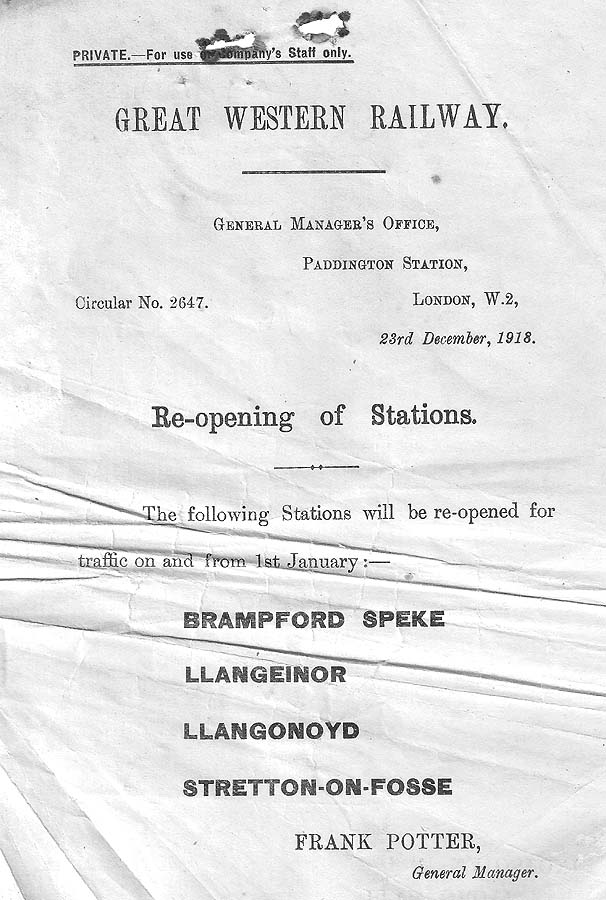 PRIVATE.—For use of Company's Staff only.
GREAT WESTERN RAILWAY.
GENERAL MANAGER'S OFFICE,
PADDINGTON STATION,
Circular No. 2647.
LONDON, W.2,
23rd December, 1918.
Re-opening of Stations.
The following Stations will be re-opened for
traffic on and from 1st January:—
BRAMPFORD SPEKE
LLANGEINOR
LLANGONOYD
STRETTON-ON-FOSSE
FRANK POTTER,
General Manager.